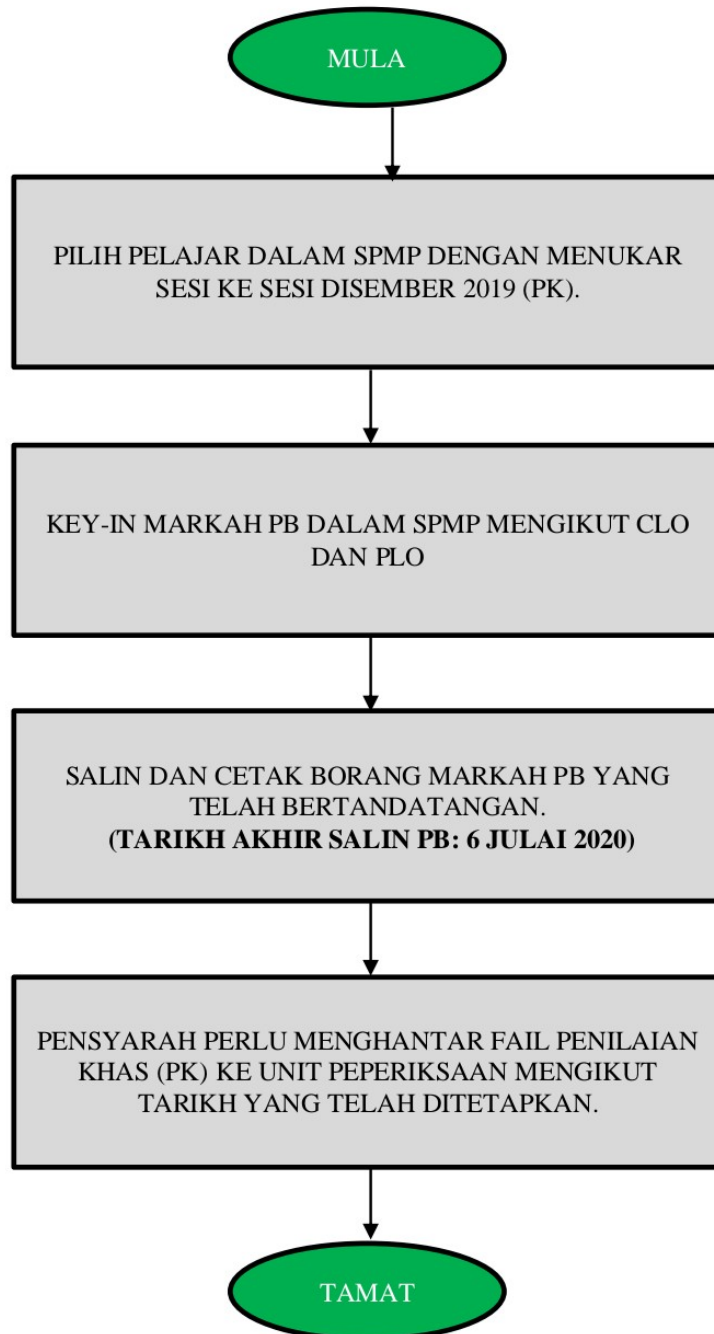 MULA
PILIH PELAJAR DALAM SPMP DENGAN MENUKAR
SESI KE SESI DISEMBER 2019 (PK).
KEY-IN MARKAH PB DALAM SPMP MENGIKUT CLO
DAN PLO
SALIN DAN CETAK BORANG MARKAH PB YANG
TELAH BERTANDATANGAN.
(TARIKH AKHIR SALIN PB: 6 JULAI 2020)
PENSYARAH PERLU MENGHANTAR FAIL PENILAIAN
KHAS (PK) KE UNIT PEPERIKSAAN MENGIKUT
TARIKH YANG TELAH DITETAPKAN.
TAMAT